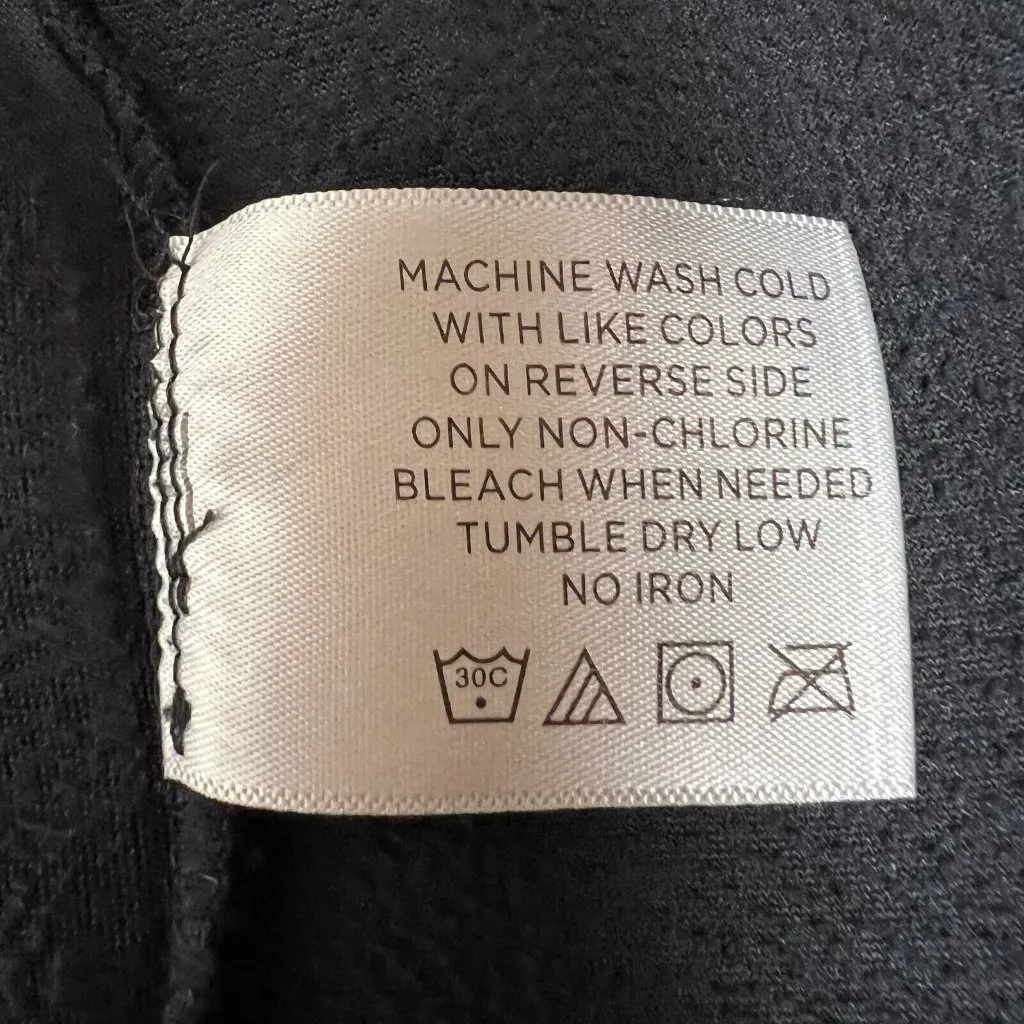 MACHINE WASH COLD
WITH LIKE COLORS
ON REVERSE SIDE
ONLY NON-CHLORINE
BLEACH WHEN NEEDED
TUMBLE DRY LOW
NO IRON
30C